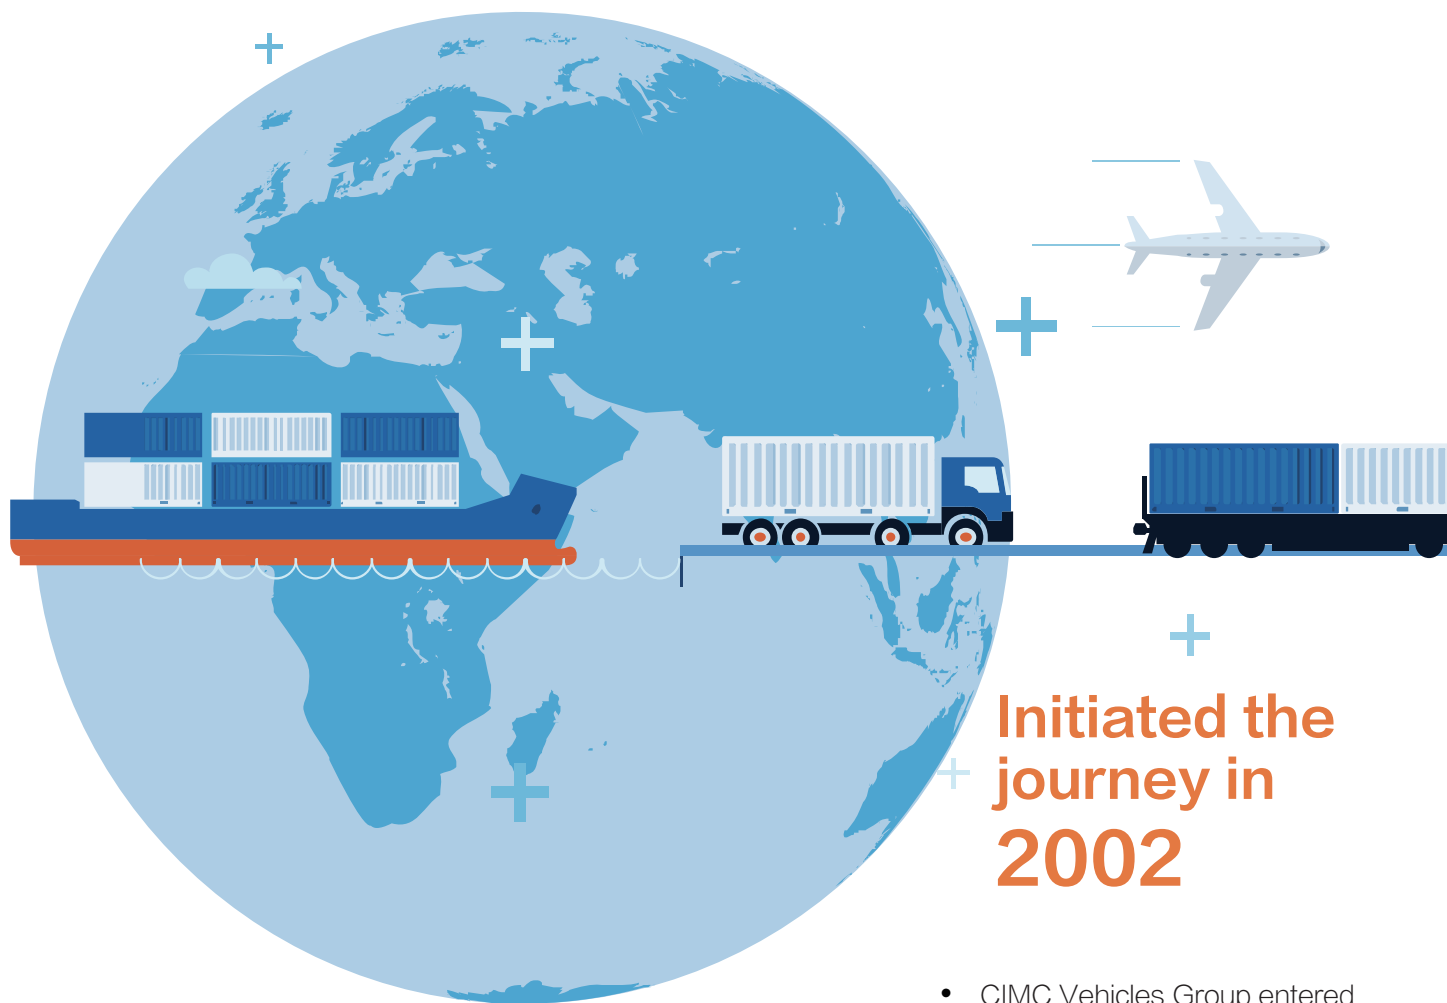 Initiated the
journey in
2002
• CIMC Vehicles Group entered